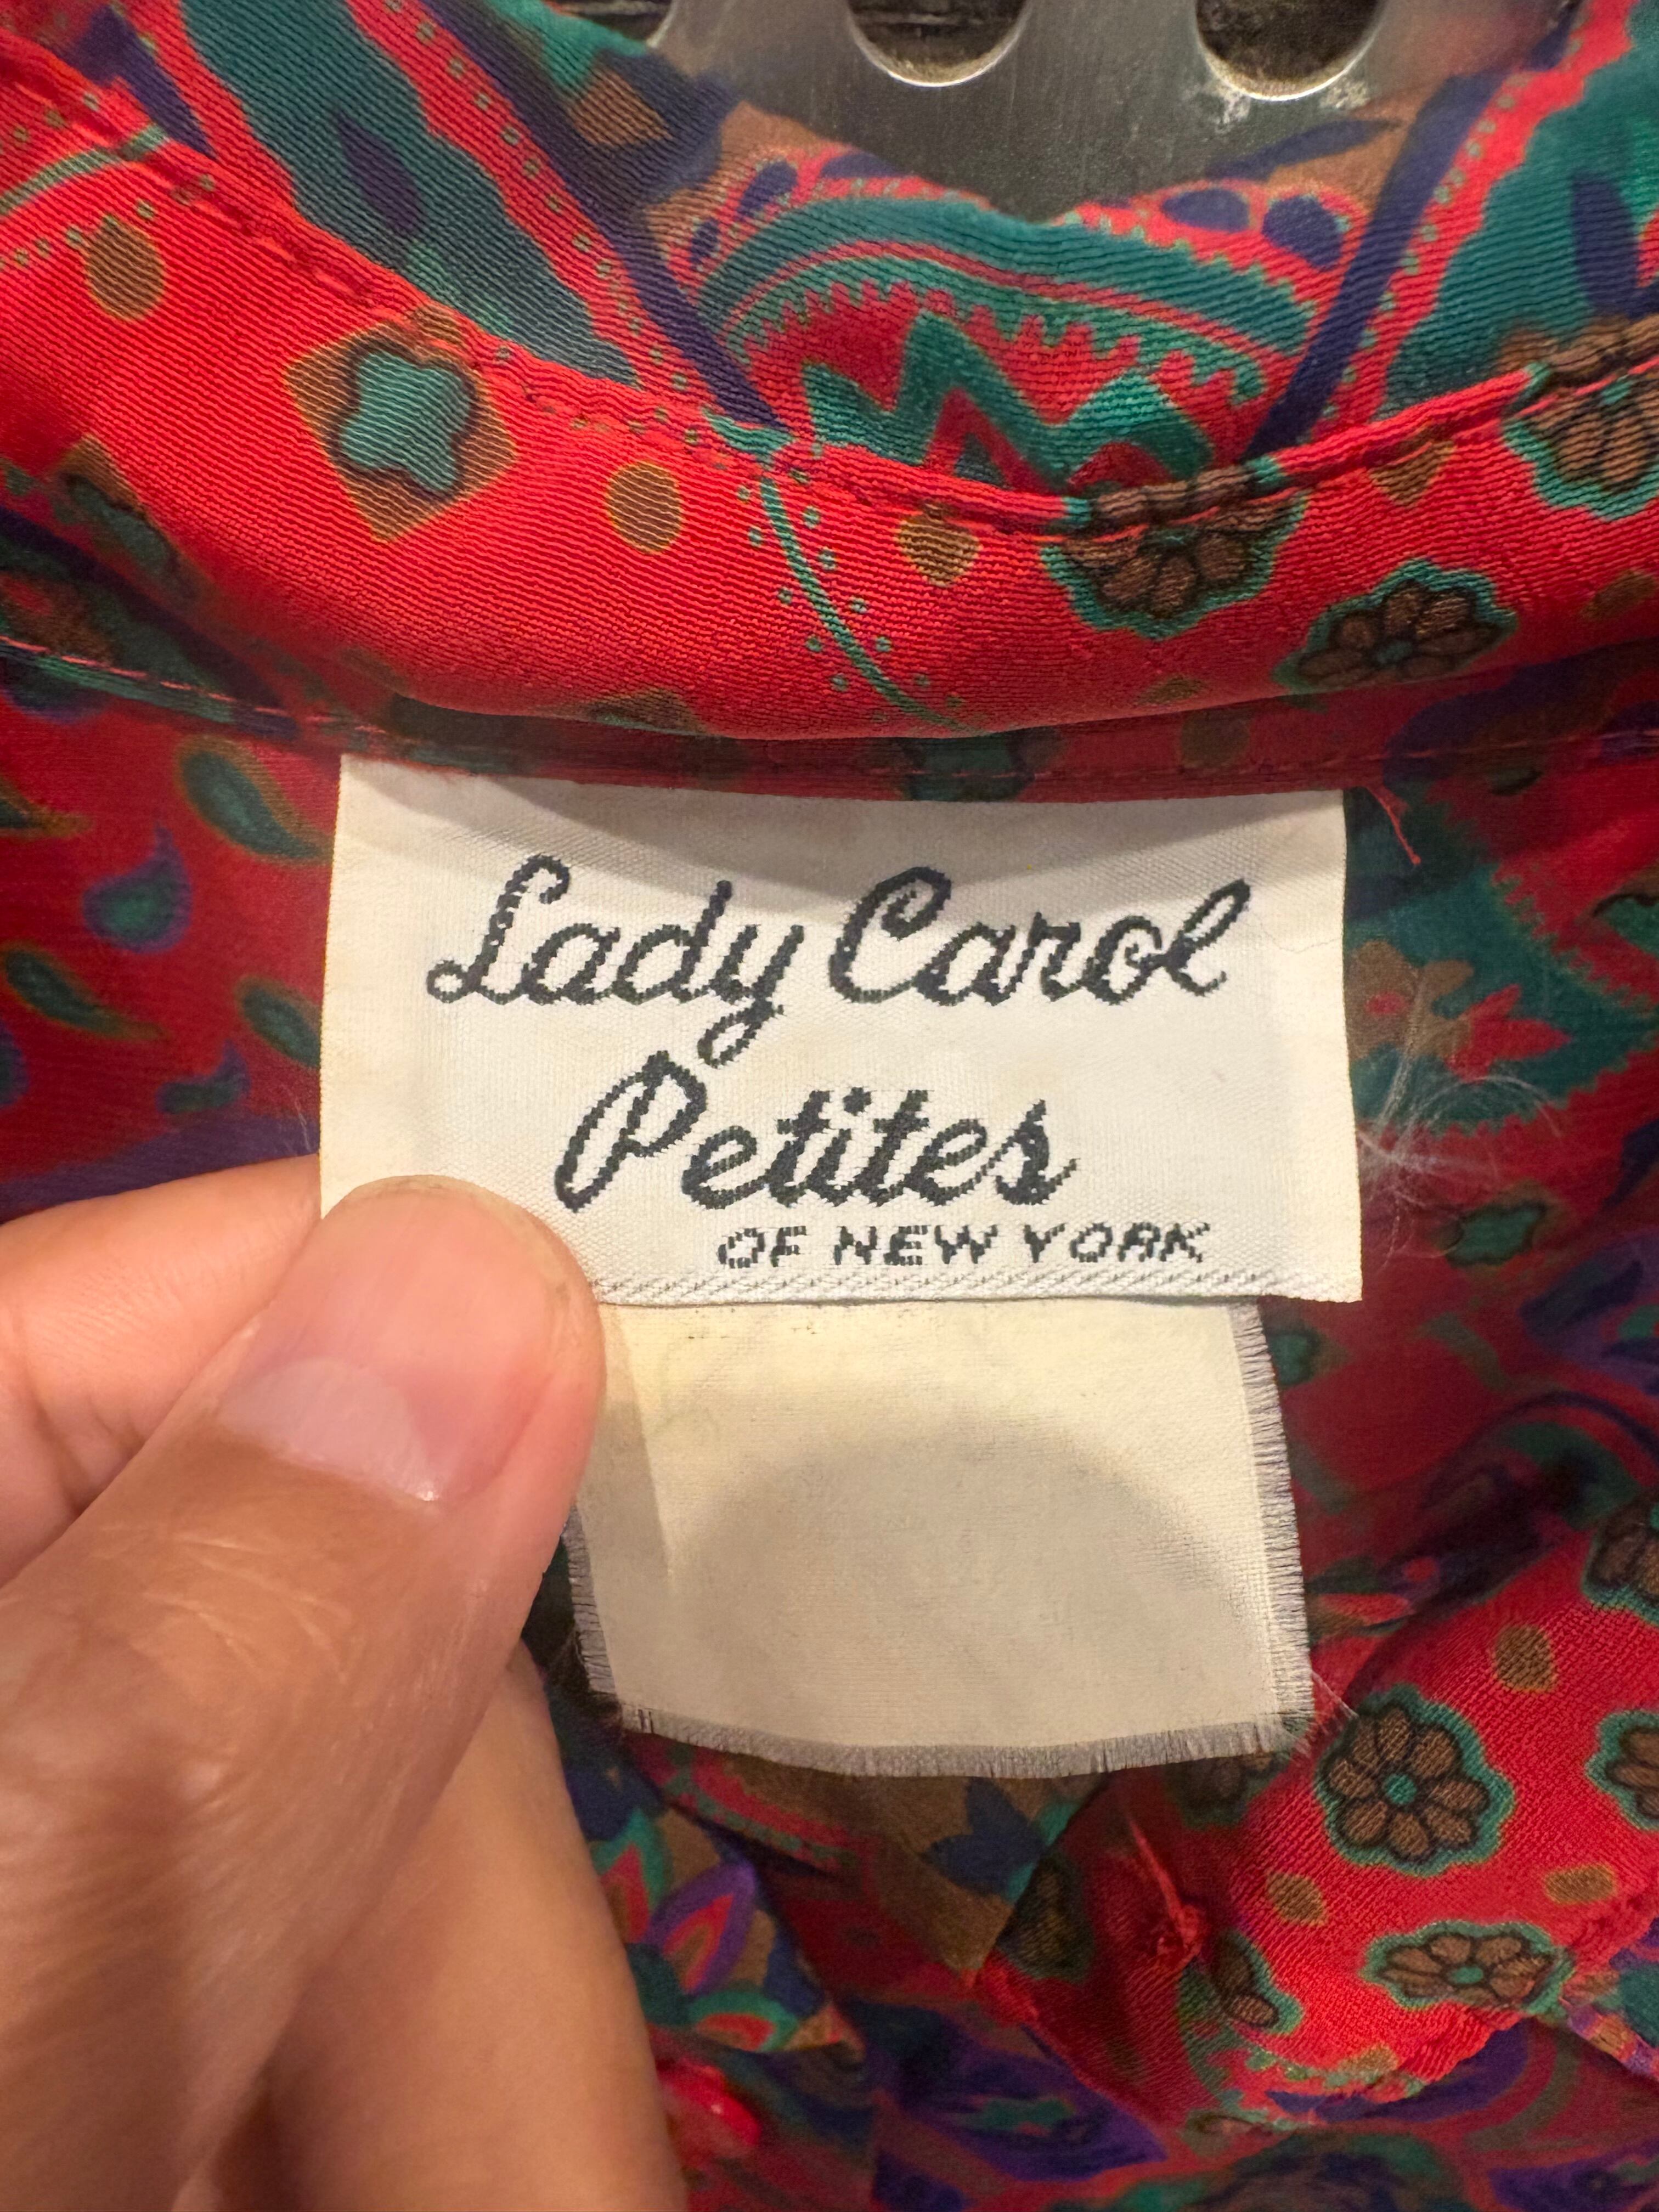 Lady Carol
Petites
OF NEW YORK